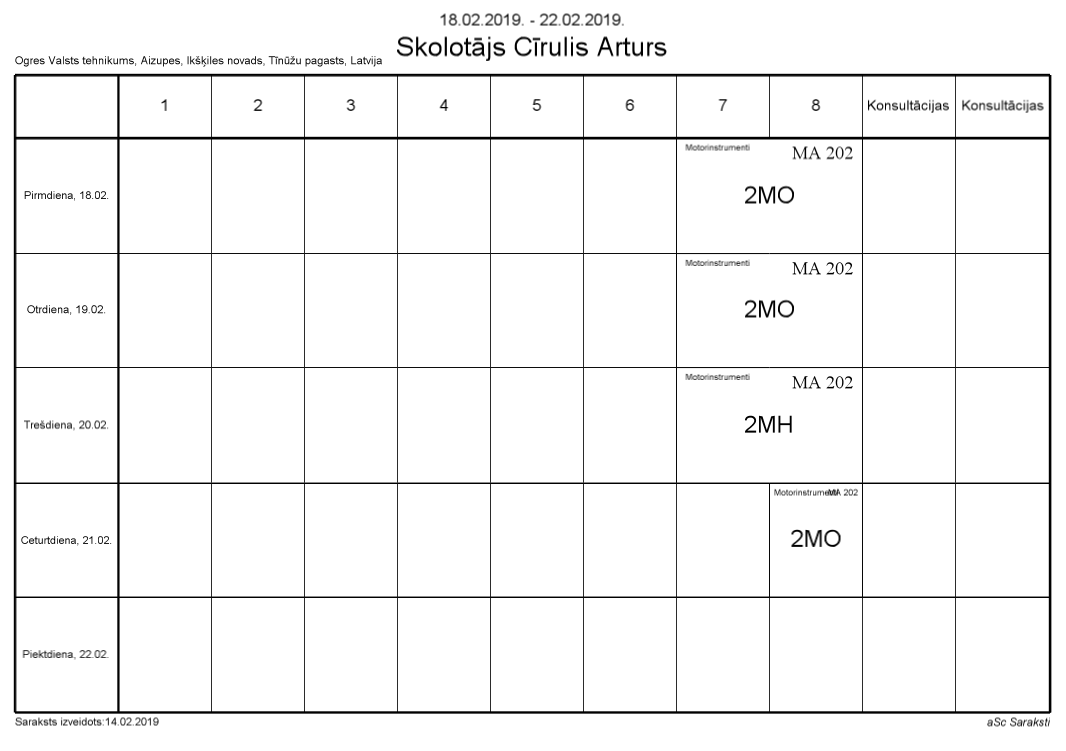 18.02.2019. - 22.02.2019.
Skolotājs Cīrulis Arturs
Ogres Valsts tehnikums, Aizupes, Ikšķiles novads, Tīnūžu pagasts, Latvija
1 2 3 4 5 6 7 8 Konsultācijas Konsultācijas
Motorinstrumenti MA 202
Pirmdiena, 18.02. 2MO
Motorinstrumenti MA 202
Otrdiena, 19.02. 2MO
Motorinstrumenti MA 202
Trešdiena, 20.02. 2MH
Motorinstrumenti MA 202
Ceturtdiena, 21.02. 2MO
Piektdiena, 22.02.
Saraksts izveidots:14.02.2019 aSc Saraksti